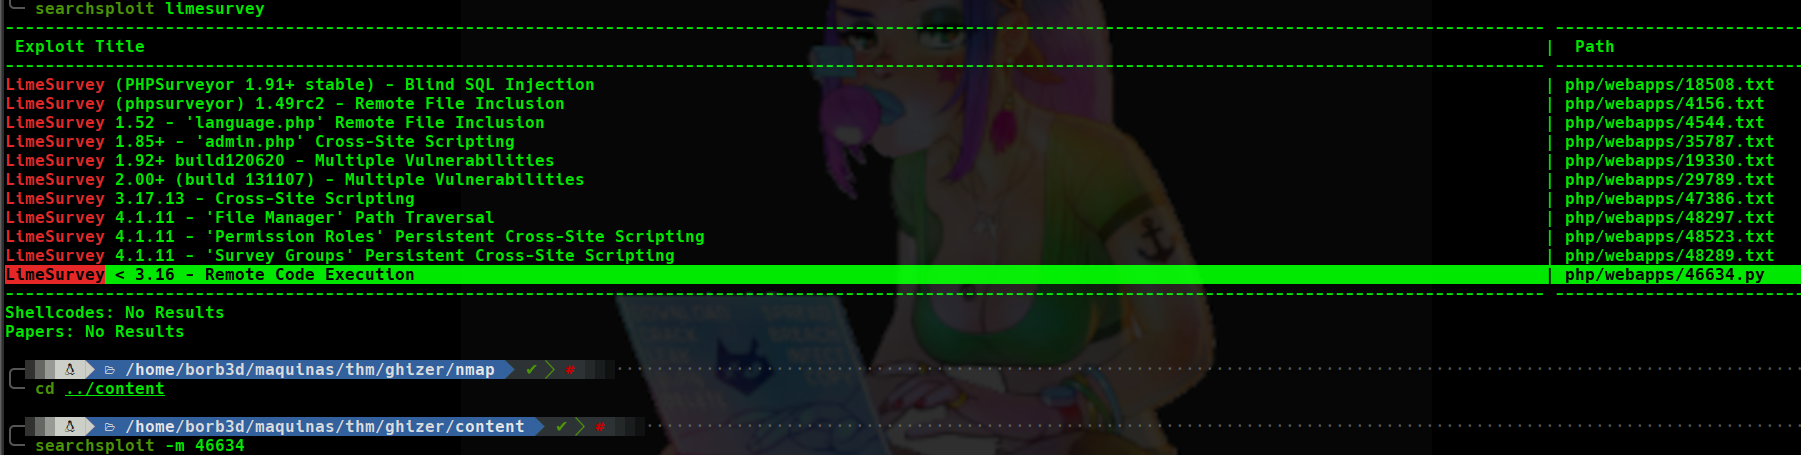 searchsploit limesurvey
Exploit Title | Path
LimeSurvey (PHPSurveyor 1.91+ stable) - Blind SQL Injection | php/webapps/18508.txt
LimeSurvey (phpsurveyor) 1.49rc2 - Remote File Inclusion | php/webapps/4156.txt
LimeSurvey 1.52 - 'language.php' Remote File Inclusion | php/webapps/4544.txt
LimeSurvey 1.85+ - 'admin.php' Cross-Site Scripting | php/webapps/35787.txt
LimeSurvey 1.92+ build120620 - Multiple Vulnerabilities | php/webapps/19330.txt
LimeSurvey 2.00+ (build 131107) - Multiple Vulnerabilities | php/webapps/29789.txt
LimeSurvey 3.17.13 - Cross-Site Scripting | php/webapps/47386.txt
LimeSurvey 4.1.11 - 'File Manager' Path Traversal | php/webapps/48297.txt
LimeSurvey 4.1.11 - 'Permission Roles' Persistent Cross-Site Scripting | php/webapps/48523.txt
LimeSurvey 4.1.11 - 'Survey Groups' Persistent Cross-Site Scripting | php/webapps/48289.txt
LimeSurvey < 3.16 - Remote Code Execution | php/webapps/46634.py
Shellcodes: No Results
Papers: No Results
/home/borb3d/maquinas/thm/ghizer/nmap ✔ #
cd ../content
/home/borb3d/maquinas/thm/ghizer/content ✔ #
searchsploit -m 46634